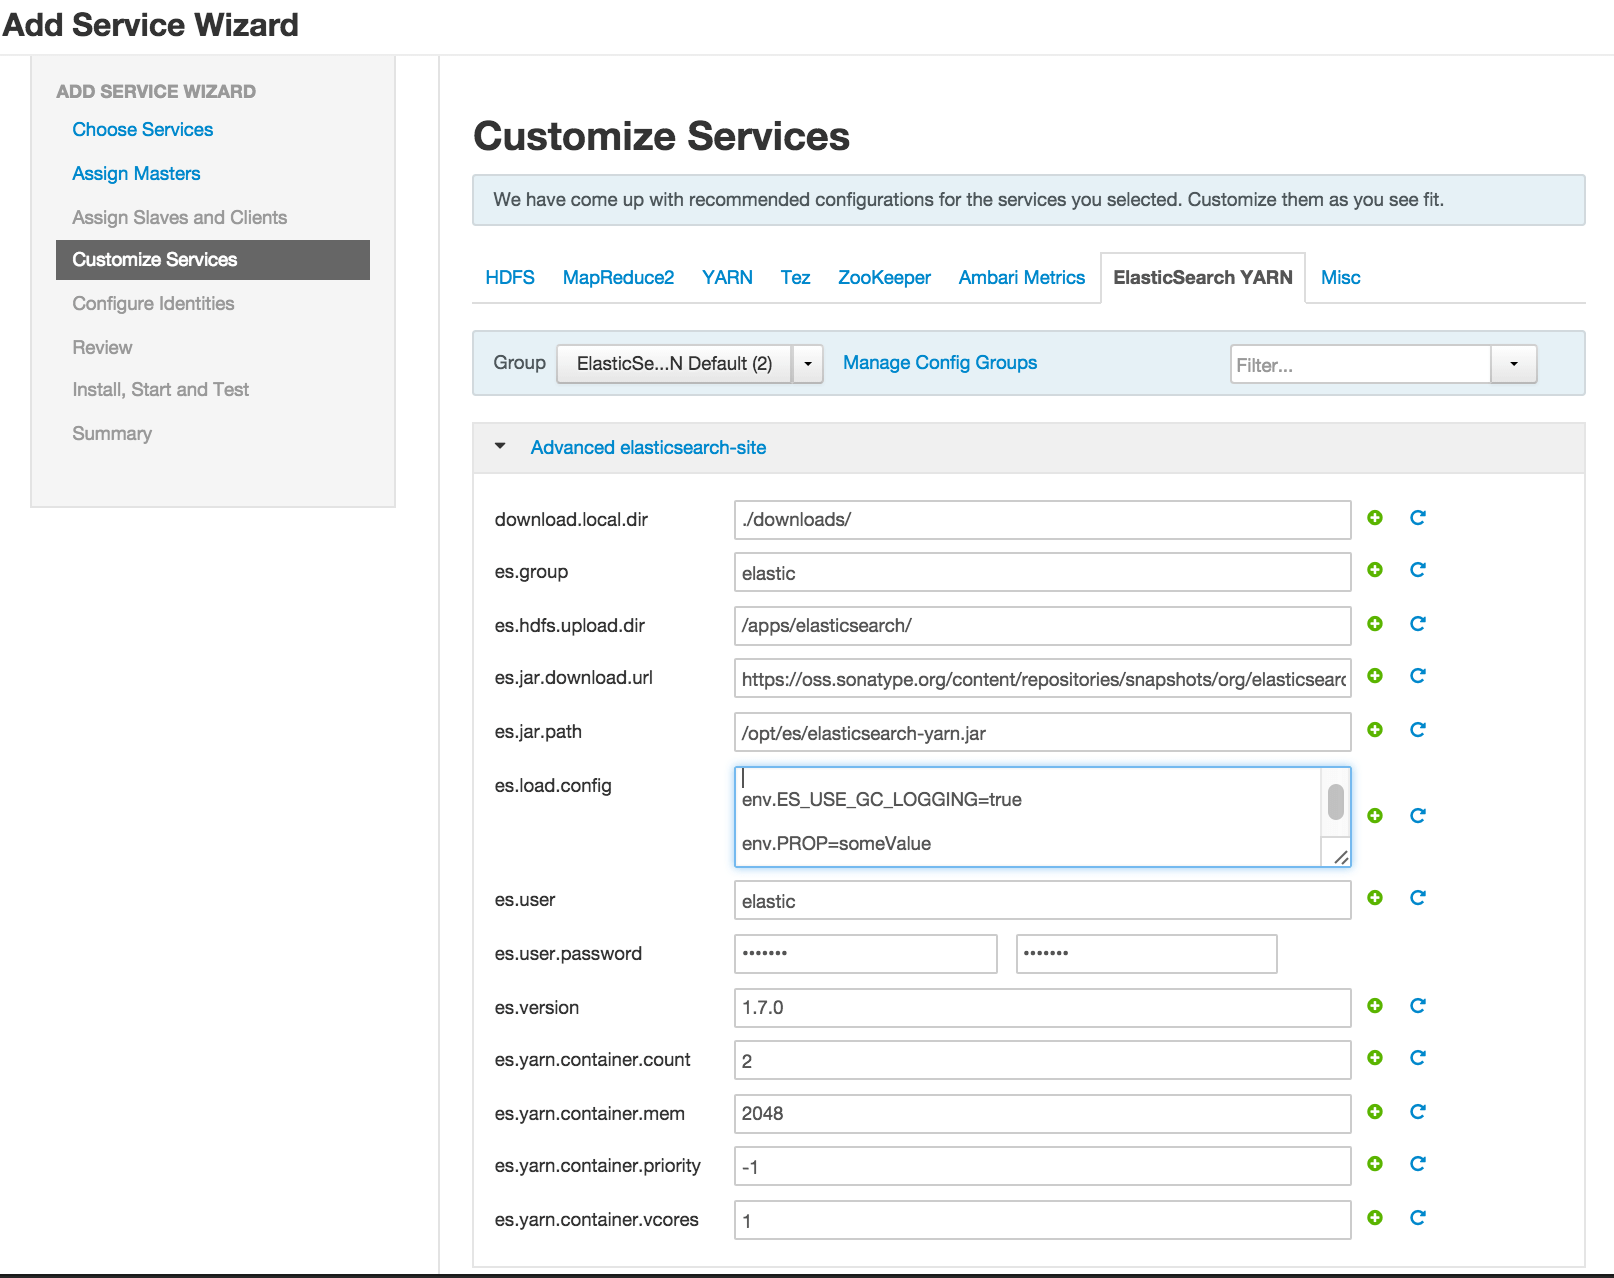 Add Service Wizard
ADD SERVICE WIZARD
Choose Services
Assign Masters
Assign Slaves and Clients
Customize Services
Configure Identities
Review
Install, Start and Test
Summary
Customize Services
We have come up with recommended configurations for the services you selected. Customize them as you see fit.
HDFS MapReduce2 YARN Tez ZooKeeper Ambari Metrics ElasticSearch YARN Misc
Group ElasticSe...N Default (2) Manage Config Groups Filter...
Advanced elasticsearch-site
download.local.dir ./downloads/
es.group elastic
es.hdfs.upload.dir /apps/elasticsearch/
es.jar.download.url https://oss.sonatype.org/content/repositories/snapshots/org/elasticsearc
es.jar.path /opt/es/elasticsearch-yarn.jar
es.load.config
env.ES_USE_GC_LOGGING=true
env.PROP=someValue
es.user elastic
es.user.password ••••••• •••••••
es.version 1.7.0
es.yarn.container.count 2
es.yarn.container.mem 2048
es.yarn.container.priority -1
es.yarn.container.vcores 1